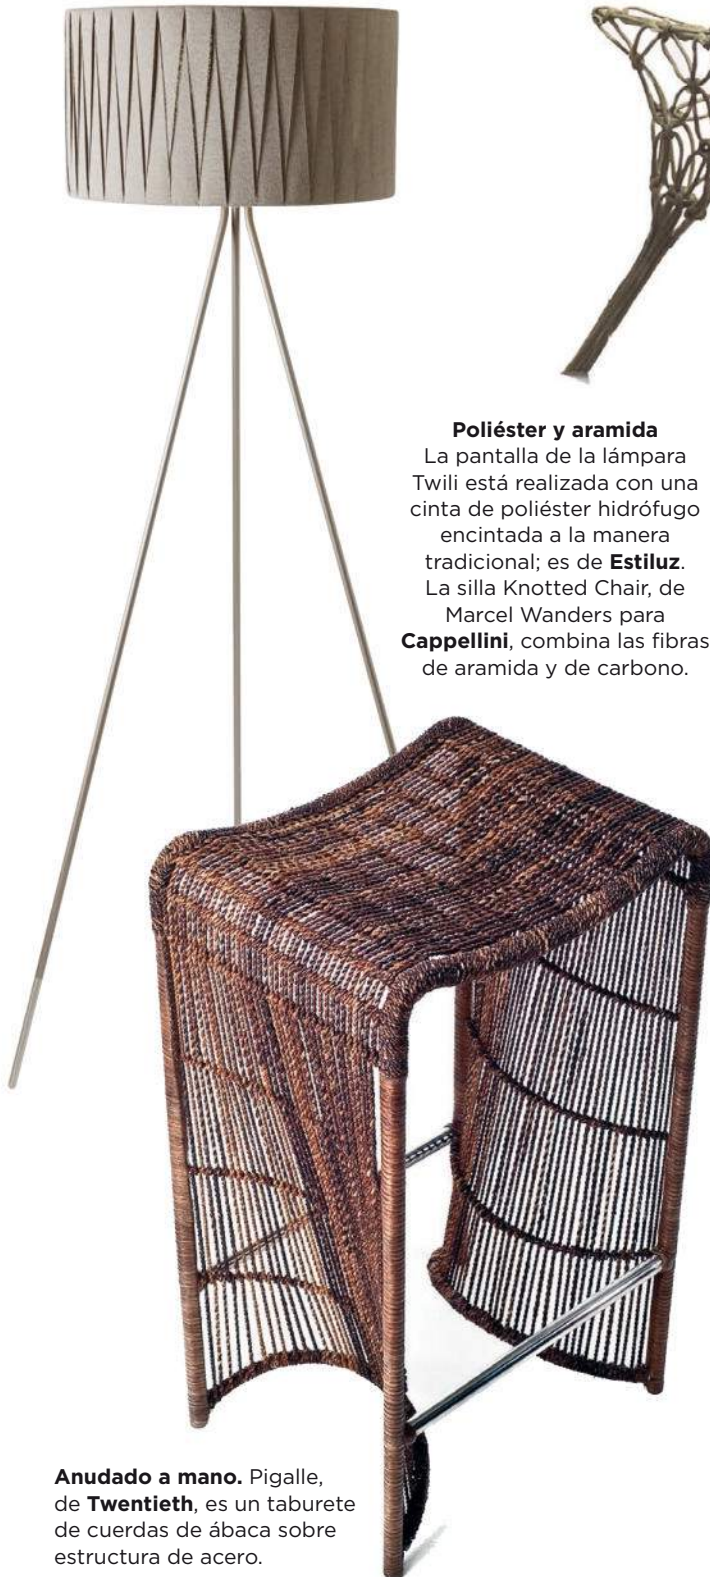 Poliéster y aramida
La pantalla de la lámpara
Twili está realizada con una
cinta de poliéster hidrófugo
encintada a la manera
tradicional; es de Estiluz.
La silla Knotted Chair, de
Marcel Wanders para
Cappellini, combina las fibras
de aramida y de carbono.
Anudado a mano. Pigalle,
de Twentieth, es un taburete
de cuerdas de ábaca sobre
estructura de acero.